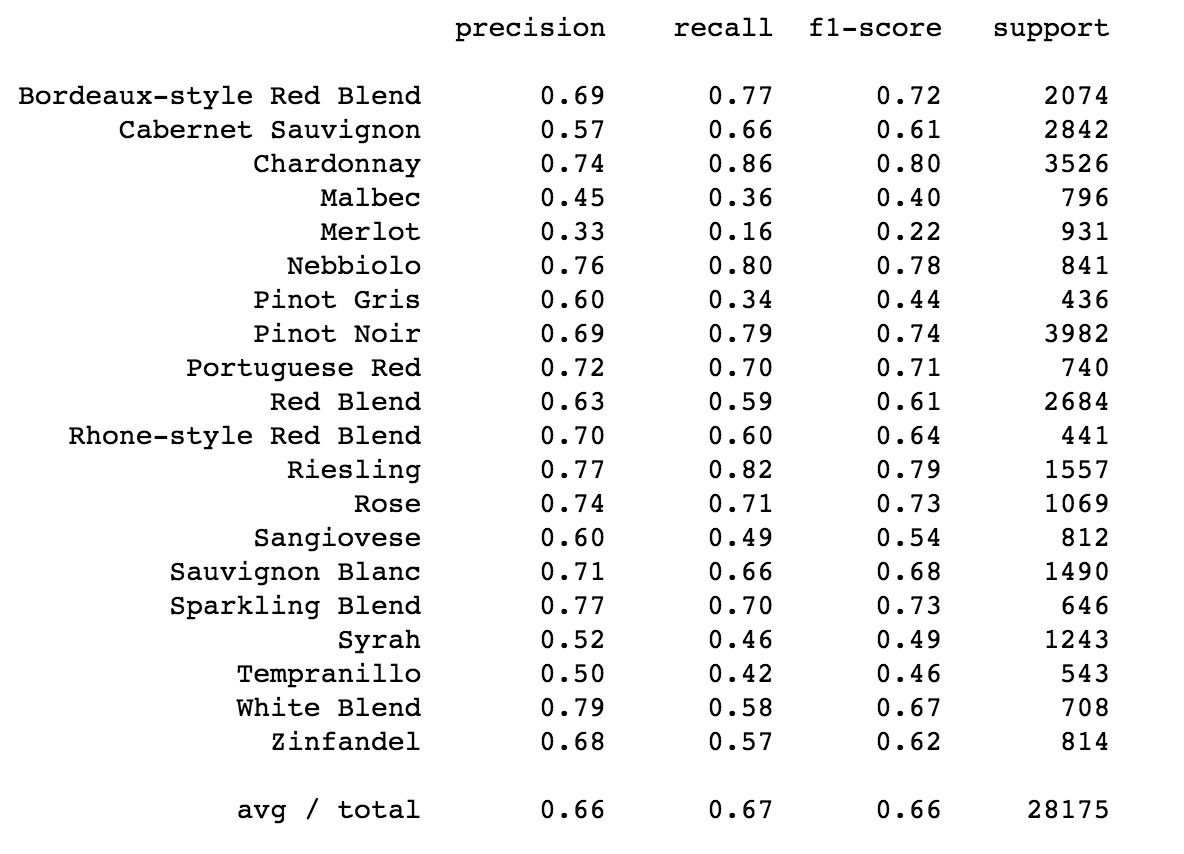 precision recall f1-score support
Bordeaux-style Red Blend 0.69 0.77 0.72 2074
Cabernet Sauvignon 0.57 0.66 0.61 2842
Chardonnay 0.74 0.86 0.80 3526
Malbec 0.45 0.36 0.40 796
Merlot 0.33 0.16 0.22 931
Nebbiolo 0.76 0.80 0.78 841
Pinot Gris 0.60 0.34 0.44 436
Pinot Noir 0.69 0.79 0.74 3982
Portuguese Red 0.72 0.70 0.71 740
Red Blend 0.63 0.59 0.61 2684
Rhone-style Red Blend 0.70 0.60 0.64 441
Riesling 0.77 0.82 0.79 1557
Rose 0.74 0.71 0.73 1069
Sangiovese 0.60 0.49 0.54 812
Sauvignon Blanc 0.71 0.66 0.68 1490
Sparkling Blend 0.77 0.70 0.73 646
Syrah 0.52 0.46 0.49 1243
Tempranillo 0.50 0.42 0.46 543
White Blend 0.79 0.58 0.67 708
Zinfandel 0.68 0.57 0.62 814
avg / total 0.66 0.67 0.66 28175